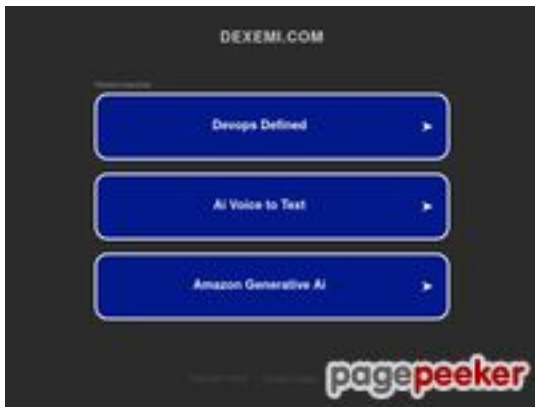 DEXEMI.COM
Devops Defined
Ai Voice to Text
Amazon Generative Ai
pagepeeker